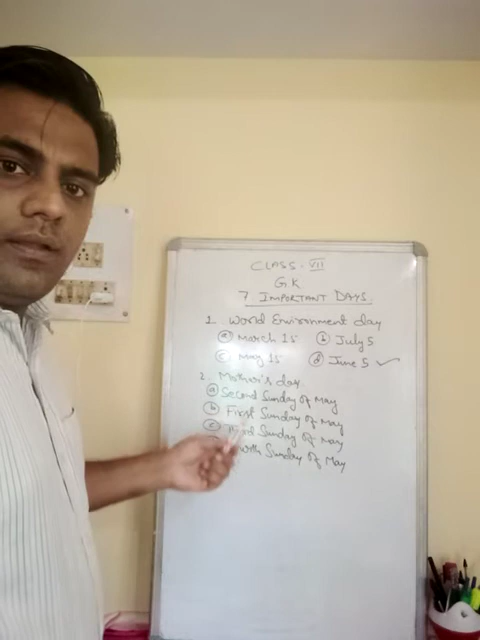 CLASS - VII
G.K.
7 IMPORTANT DAYS.
1. World Environment day
(a) March 15 (b) July 5
(c) May 15 (d) June 5 ✓
2. Mother's day
(a) Second Sunday of May
(b) First Sunday of May
(c) Third Sunday of May
Sunday of May